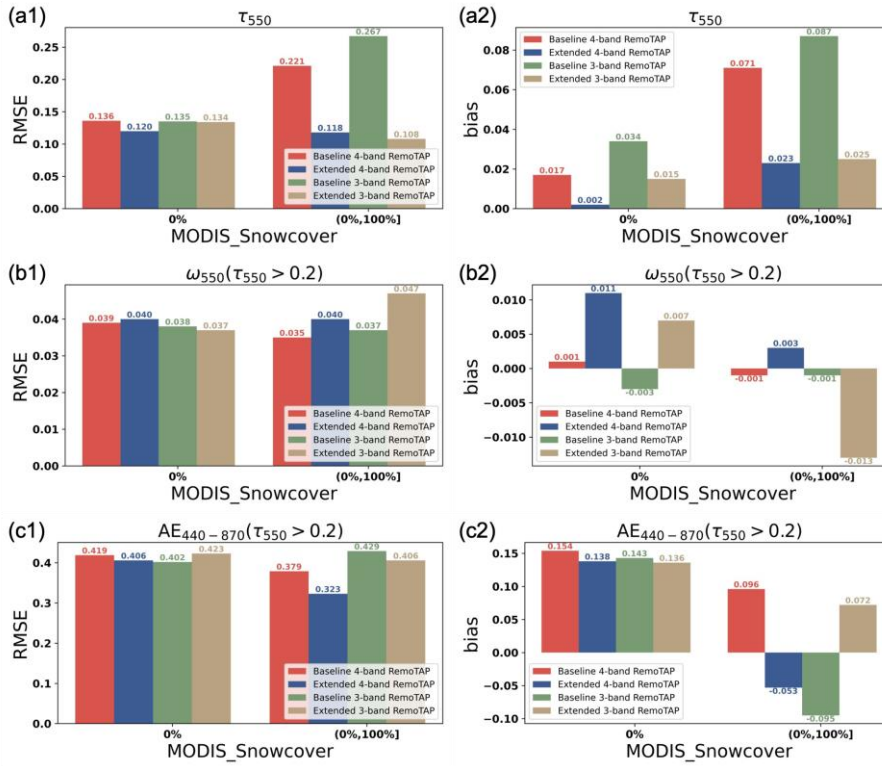 (a1)
τ550
RMSE
0.25
0.20
0.15
0.10
0.05
0.00
0.136
0.120
0.135
0.134
0.221
0.118
0.267
0.108
Baseline 4-band RemoTAP
Extended 4-band RemoTAP
Baseline 3-band RemoTAP
Extended 3-band RemoTAP
0%
(0%,100%]
MODIS_Snowcover
(a2)
τ550
bias
0.08
0.06
0.04
0.02
0.00
Baseline 4-band RemoTAP
Extended 4-band RemoTAP
Baseline 3-band RemoTAP
Extended 3-band RemoTAP
0.017
0.002
0.034
0.015
0.071
0.023
0.087
0.025
0%
(0%,100%]
MODIS_Snowcover
(b1)
ω550(τ550 > 0.2)
RMSE
0.04
0.03
0.02
0.01
0.00
0.039
0.040
0.038
0.037
0.035
0.040
0.037
0.047
Baseline 4-band RemoTAP
Extended 4-band RemoTAP
Baseline 3-band RemoTAP
Extended 3-band RemoTAP
0%
(0%,100%]
MODIS_Snowcover
(b2)
ω550(τ550 > 0.2)
bias
0.010
0.005
0.000
−0.005
−0.010
0.001
0.011
-0.003
0.007
-0.001
0.003
-0.001
-0.013
Baseline 4-band RemoTAP
Extended 4-band RemoTAP
Baseline 3-band RemoTAP
Extended 3-band RemoTAP
0%
(0%,100%]
MODIS_Snowcover
(c1)
AE440−870(τ550 > 0.2)
RMSE
0.4
0.3
0.2
0.1
0.0
0.419
0.406
0.402
0.423
0.379
0.323
0.429
0.406
Baseline 4-band RemoTAP
Extended 4-band RemoTAP
Baseline 3-band RemoTAP
Extended 3-band RemoTAP
0%
(0%,100%]
MODIS_Snowcover
(c2)
AE440−870(τ550 > 0.2)
bias
0.15
0.10
0.05
0.00
−0.05
−0.10
0.154
0.138
0.143
0.136
0.096
-0.053
-0.095
0.072
Baseline 4-band RemoTAP
Extended 4-band RemoTAP
Baseline 3-band RemoTAP
Extended 3-band RemoTAP
0%
(0%,100%]
MODIS_Snowcover